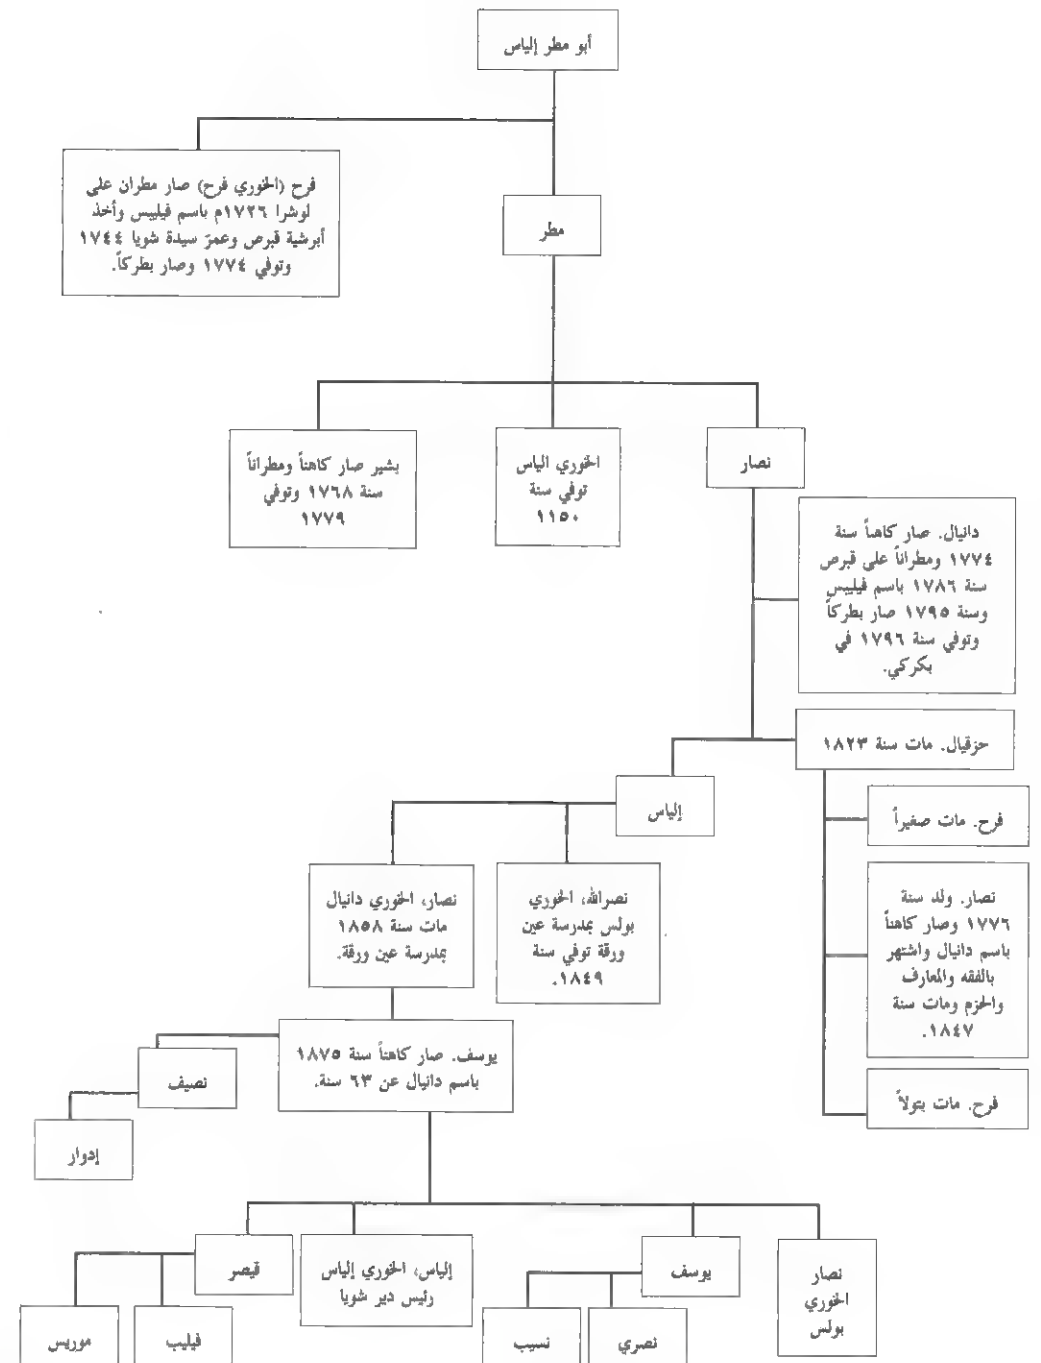 أبو مطر إلياس
فرح (الخوري فرح) صار مطران على
لوشرا ١٧٢٦م باسم فيليبس وأخذ
أبرشية قبرص وعمرّ سيدة شويا ١٧٤٤
وتوفي ١٧٧٤ وصار بطركاً.
مطر
نصار
الخوري الياس
توفي سنة
١١٥٠
بشير صار كاهناً ومطراناً
سنة ١٧٦٨ وتوفي
١٧٧٩
دانيال. صار كاهناً سنة
١٧٧٤ ومطراناً على قبرص
سنة ١٧٨٦ باسم فيليبس
وسنة ١٧٩٥ صار بطركاً
وتوفي سنة ١٧٩٦ في
بكركي.
حزقيال. مات سنة ١٨٢٣
إلياس
فرح. مات صغيراً
نصار. ولد سنة
١٧٧٦ وصار كاهناً
باسم دانيال واشتهر
بالفقه والمعارف
والحزم ومات سنة
١٨٤٧.
فرح. مات بتولاً
نصرالله، الخوري
بولس بمدرسة عين
ورقة توفي سنة
١٨٤٩.
نصار، الخوري دانيال
مات سنة ١٨٥٨
بمدرسة عين ورقة.
يوسف. صار كاهناً سنة ١٨٧٥
باسم دانيال عن ٦٣ سنة.
نصيف
إدوار
نصار
الخوري
بولس
يوسف
إلياس، الخوري إلياس
رئيس دير شويا
قيصر
نصري
نسيب
فيليب
موريس